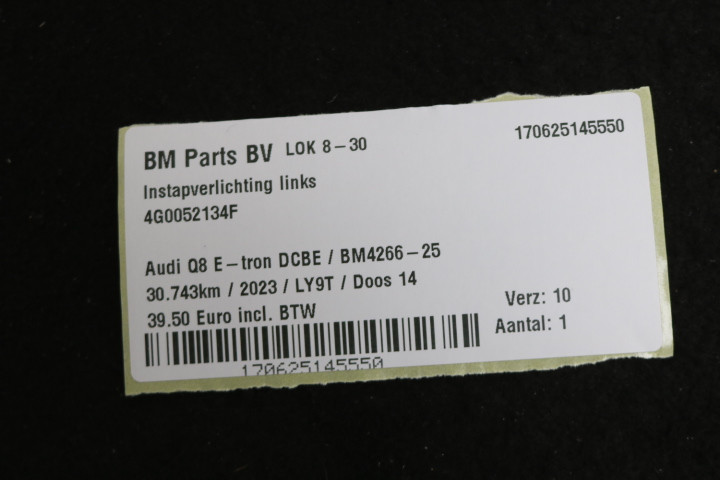 BM Parts BV LOK 8-30
170625145550
Instapverlichting links
4G0052134F
Audi Q8 E-tron DCBE / BM4266-25
30.743km / 2023 / LY9T / Doos 14
39.50 Euro incl. BTW
Verz: 10
Aantal: 1
170625145550